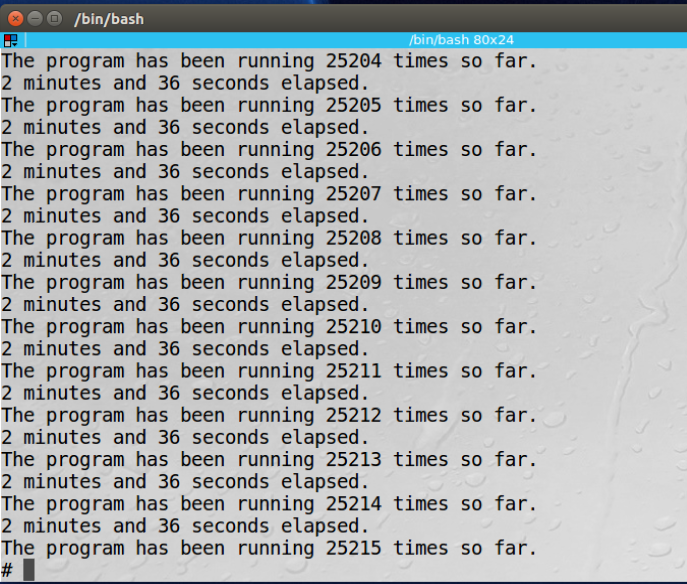 /bin/bash
/bin/bash 80x24
The program has been running 25204 times so far.
2 minutes and 36 seconds elapsed.
The program has been running 25205 times so far.
2 minutes and 36 seconds elapsed.
The program has been running 25206 times so far.
2 minutes and 36 seconds elapsed.
The program has been running 25207 times so far.
2 minutes and 36 seconds elapsed.
The program has been running 25208 times so far.
2 minutes and 36 seconds elapsed.
The program has been running 25209 times so far.
2 minutes and 36 seconds elapsed.
The program has been running 25210 times so far.
2 minutes and 36 seconds elapsed.
The program has been running 25211 times so far.
2 minutes and 36 seconds elapsed.
The program has been running 25212 times so far.
2 minutes and 36 seconds elapsed.
The program has been running 25213 times so far.
2 minutes and 36 seconds elapsed.
The program has been running 25214 times so far.
2 minutes and 36 seconds elapsed.
The program has been running 25215 times so far.
#